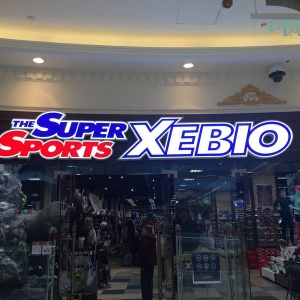 THE SUPER
SPORTS XEBIO